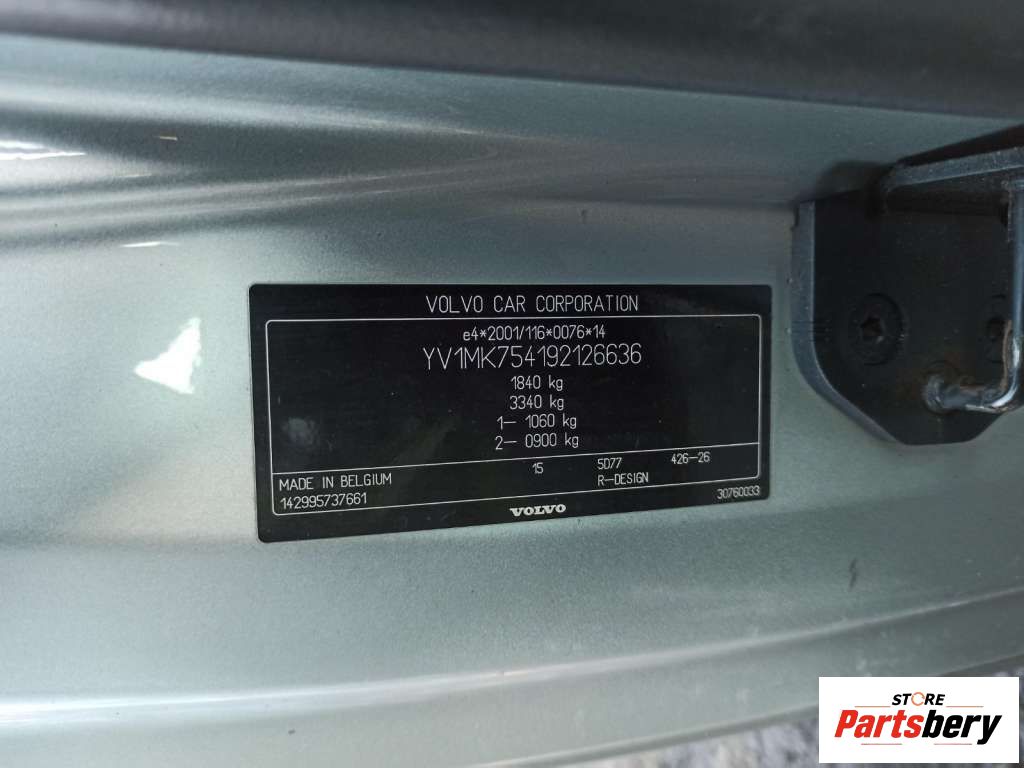 VOLVO CAR CORPORATION
e4*2001/116*0076*14
YV1MK754192126636
1840 kg
3340 kg
1– 1060 kg
2– 0900 kg
15 5D77 426–26
MADE IN BELGIUM R–DESIGN
142995737661 30760033
VOLVO
STORE
Partsbery